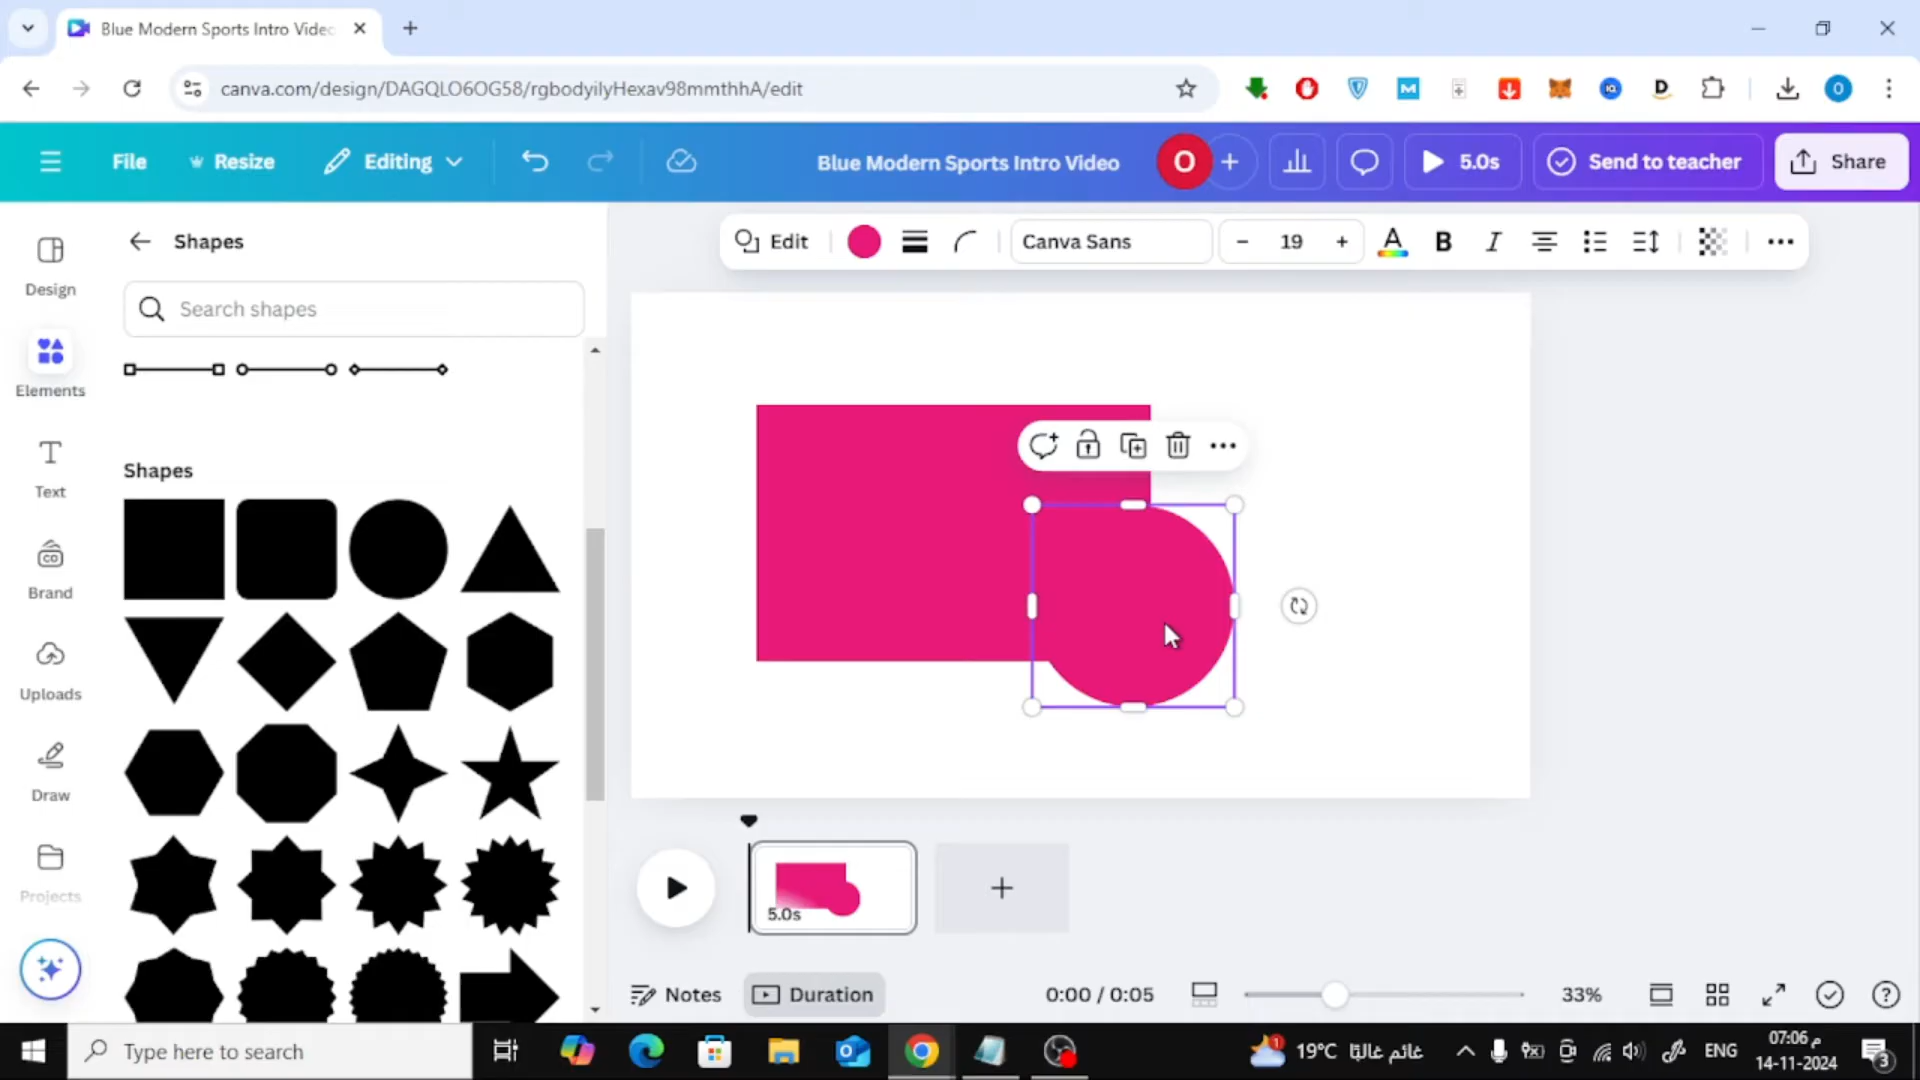 Blue Modern Sports Intro Video
canva.com/design/DAGQLO6OG58/rgbodyilyHexav98mmthhA/edit
File
Resize
Editing
Blue Modern Sports Intro Video
O
5.0s
Send to teacher
Share
Design
Elements
Text
Brand
Uploads
Draw
Projects
Shapes
Search shapes
Shapes
Edit
Canva Sans
19
5.0s
Notes
Duration
0:00 / 0:05
33%
Type here to search
19°C غائم غالبًا
ENG
07:06 م
14-11-2024
3